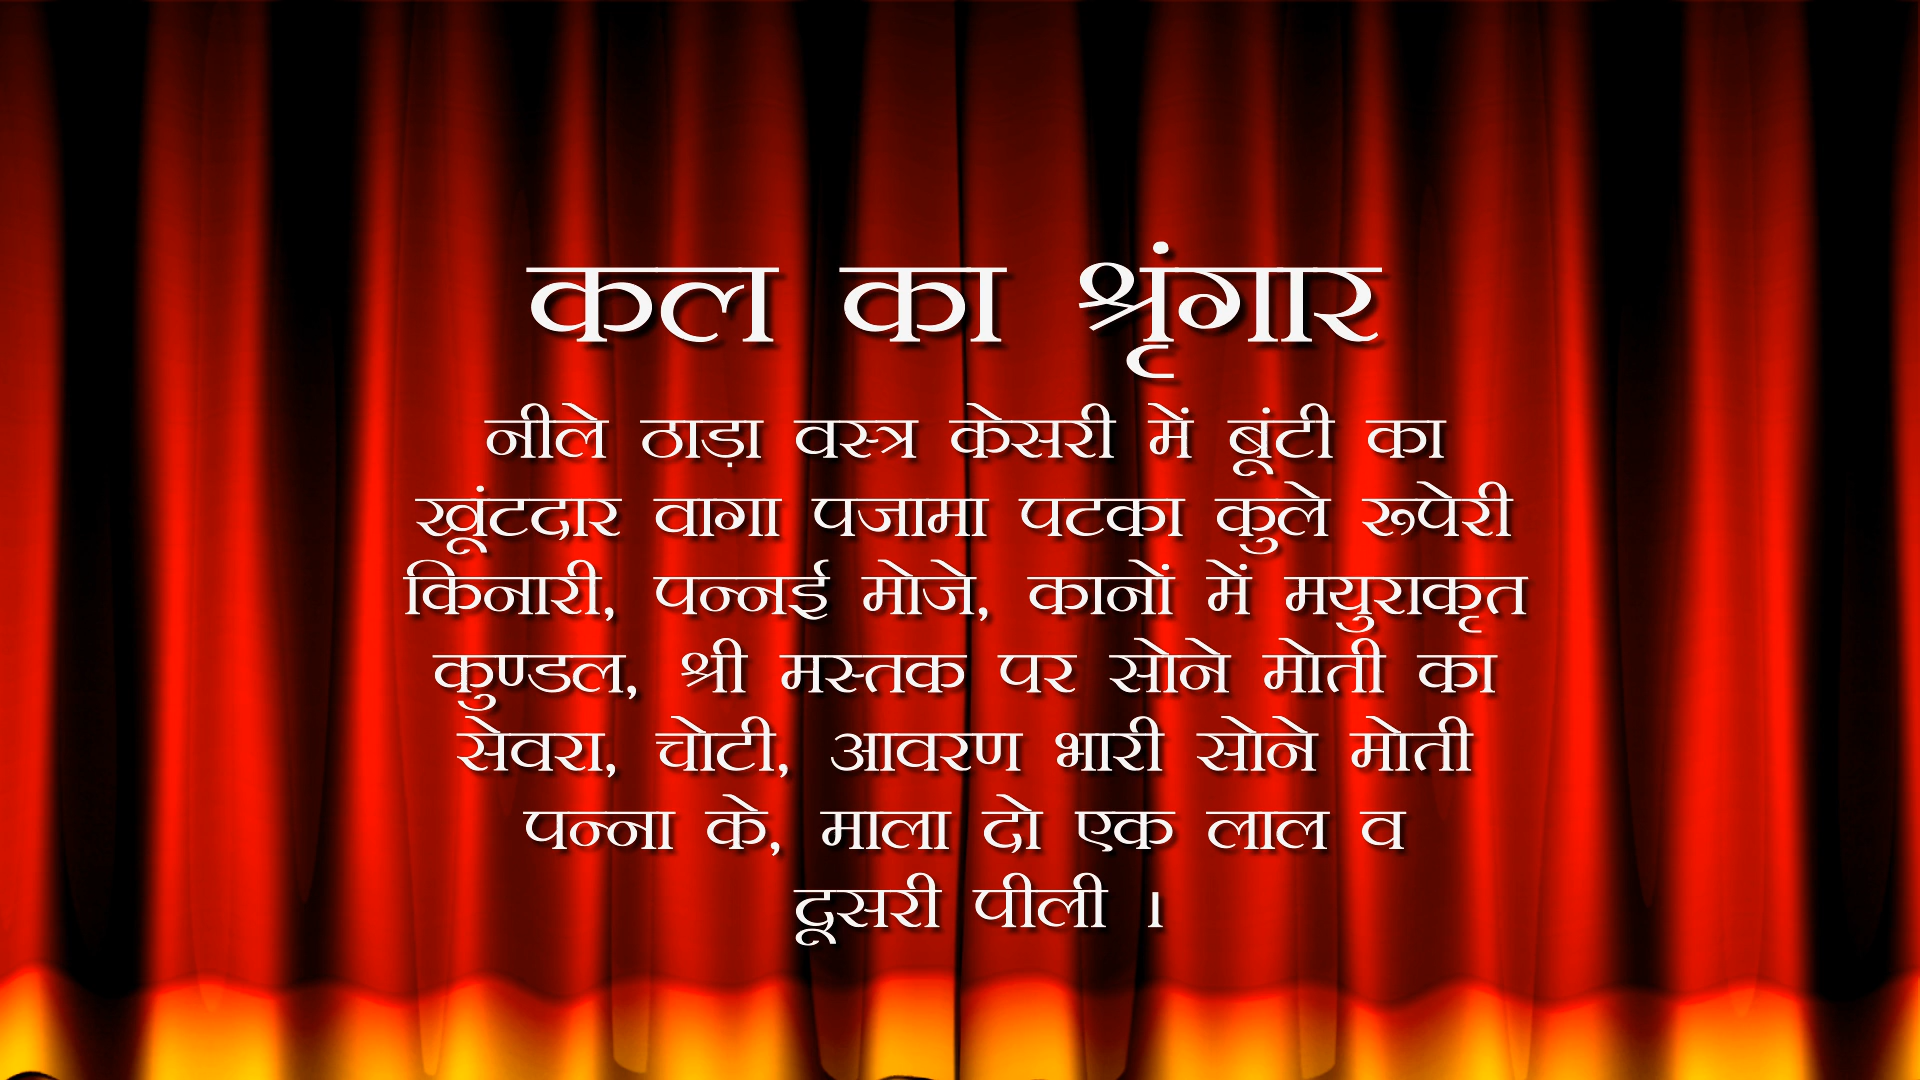 कल का श्रृंगार
नीले ठाड़ा वस्त्र केसरी में बूंटी का
खूंटदार वागा पजामा पटका कुले रूपेरी
किनारी, पन्नई मोजे, कानों में मयुराकृत
कुण्डल, श्री मस्तक पर सोने मोती का
सेवरा, चोटी, आवरण भारी सोने मोती
पन्ना के, माला दो एक लाल व
दूसरी पीली ।